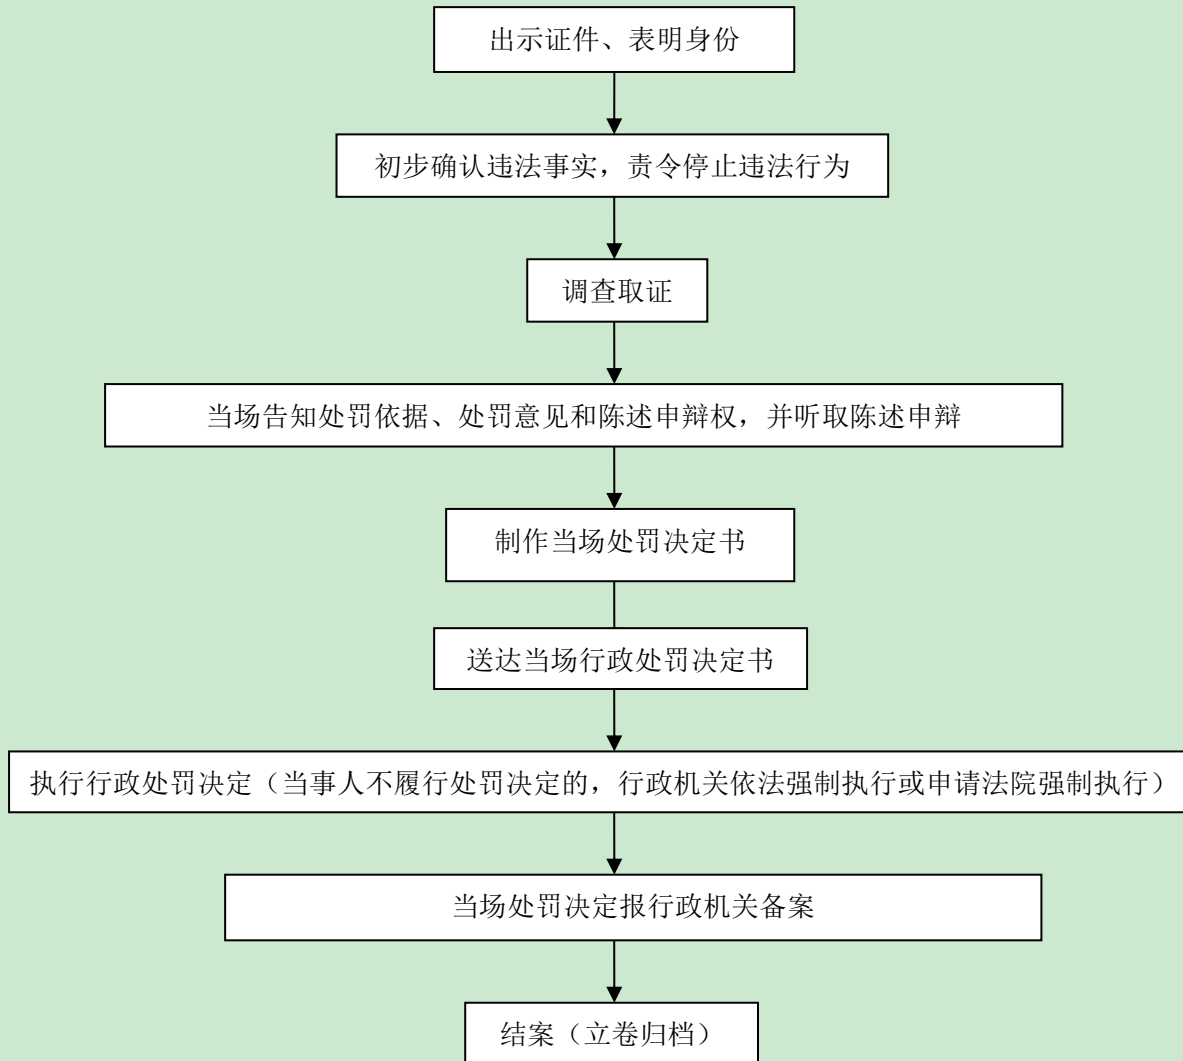 出示证件、表明身份
初步确认违法事实，责令停止违法行为
调查取证
当场告知处罚依据、处罚意见和陈述申辩权，并听取陈述申辩
制作当场处罚决定书
送达当场行政处罚决定书
执行行政处罚决定（当事人不履行处罚决定的，行政机关依法强制执行或申请法院强制执行）
当场处罚决定报行政机关备案
结案（立卷归档）